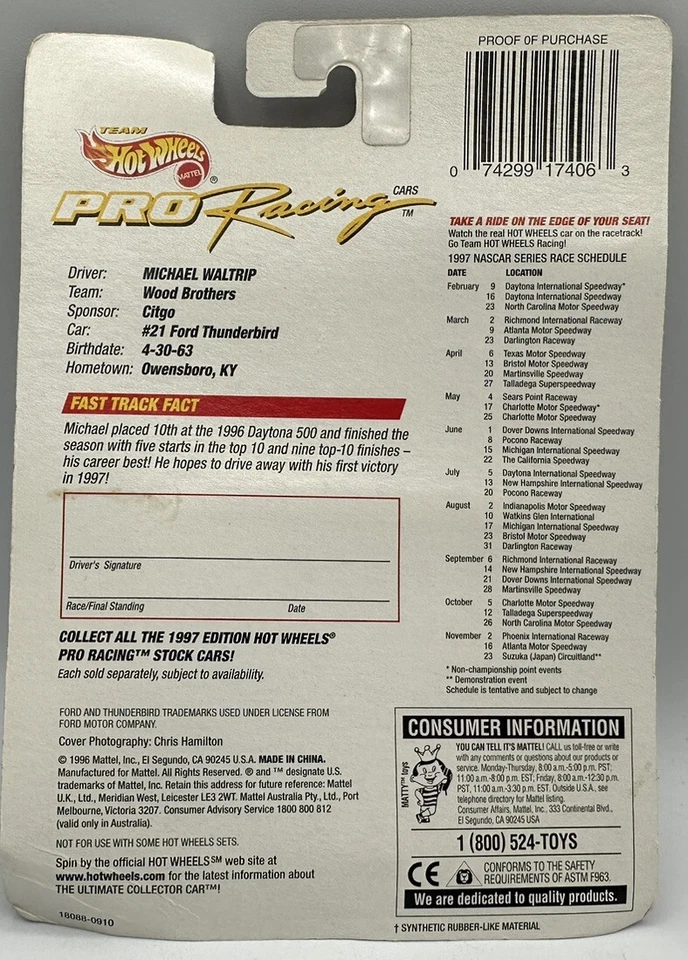 PROOF OF PURCHASE
0 74299 17406 3
TEAM
Hot Wheels
MATTEL
®
PRO Racing CARS
™
Driver: MICHAEL WALTRIP
Team: Wood Brothers
Sponsor: Citgo
Car: #21 Ford Thunderbird
Birthdate: 4-30-63
Hometown: Owensboro, KY
FAST TRACK FACT
Michael placed 10th at the 1996 Daytona 500 and finished the
season with five starts in the top 10 and nine top-10 finishes –
his career best! He hopes to drive away with his first victory
in 1997!
Driver's Signature
Race/Final Standing Date
COLLECT ALL THE 1997 EDITION HOT WHEELS®
PRO RACING™ STOCK CARS!
Each sold separately, subject to availability.
FORD AND THUNDERBIRD TRADEMARKS USED UNDER LICENSE FROM
FORD MOTOR COMPANY.
Cover Photography: Chris Hamilton
© 1996 Mattel, Inc., El Segundo, CA 90245 U.S.A. MADE IN CHINA.
Manufactured for Mattel. All Rights Reserved. ® and ™ designate U.S.
trademarks of Mattel, Inc. Retain this address for future reference: Mattel
U.K., Ltd., Meridian West, Leicester LE3 2WT. Mattel Australia Pty., Ltd., Port
Melbourne, Victoria 3207. Consumer Advisory Service 1800 800 812
(valid only in Australia).
NOT FOR USE WITH SOME HOT WHEELS SETS.
Spin by the official HOT WHEELS℠ web site at
www.hotwheels.com for the latest information about
THE ULTIMATE COLLECTOR CAR™!
18088-0910
TAKE A RIDE ON THE EDGE OF YOUR SEAT!
Watch the real HOT WHEELS car on the racetrack!
Go Team HOT WHEELS Racing!
1997 NASCAR SERIES RACE SCHEDULE
DATE LOCATION
February 9 Daytona International Speedway*
16 Daytona International Speedway
23 North Carolina Motor Speedway
March 2 Richmond International Raceway
9 Atlanta Motor Speedway
23 Darlington Raceway
April 6 Texas Motor Speedway
13 Bristol Motor Speedway
20 Martinsville Speedway
27 Talladega Superspeedway
May 4 Sears Point Raceway
17 Charlotte Motor Speedway*
25 Charlotte Motor Speedway
June 1 Dover Downs International Speedway
8 Pocono Raceway
15 Michigan International Speedway
22 The California Speedway
July 5 Daytona International Speedway
13 New Hampshire International Speedway
20 Pocono Raceway
August 2 Indianapolis Motor Speedway
10 Watkins Glen International
17 Michigan International Speedway
23 Bristol Motor Speedway
31 Darlington Raceway
September 6 Richmond International Raceway
14 New Hampshire International Speedway
21 Dover Downs International Speedway
28 Martinsville Speedway
October 5 Charlotte Motor Speedway
12 Talladega Superspeedway
26 North Carolina Motor Speedway
November 2 Phoenix International Raceway
16 Atlanta Motor Speedway
23 Suzuka (Japan) Circuitland**
* Non-championship point events
** Demonstration event
Schedule is tentative and subject to change
CONSUMER INFORMATION
MATTY™ toys
YOU CAN TELL IT'S MATTEL! CALL us toll-free or write
with any comments or questions about our products or
service. Monday-Thursday, 8:00 a.m.-5:00 p.m. PST;
11:00 a.m.-8:00 p.m. EST; Friday, 8:00 a.m.-12:30 p.m.
PST, 11:00 a.m.-3:30 p.m. EST. Outside U.S.A., see
telephone directory for Mattel listing.
Consumer Affairs, Mattel, Inc., 333 Continental Blvd.,
El Segundo, CA 90245 USA
1 (800) 524-TOYS
CE CONFORMS TO THE SAFETY
REQUIREMENTS OF ASTM F963.
We are dedicated to quality products.
† SYNTHETIC RUBBER-LIKE MATERIAL